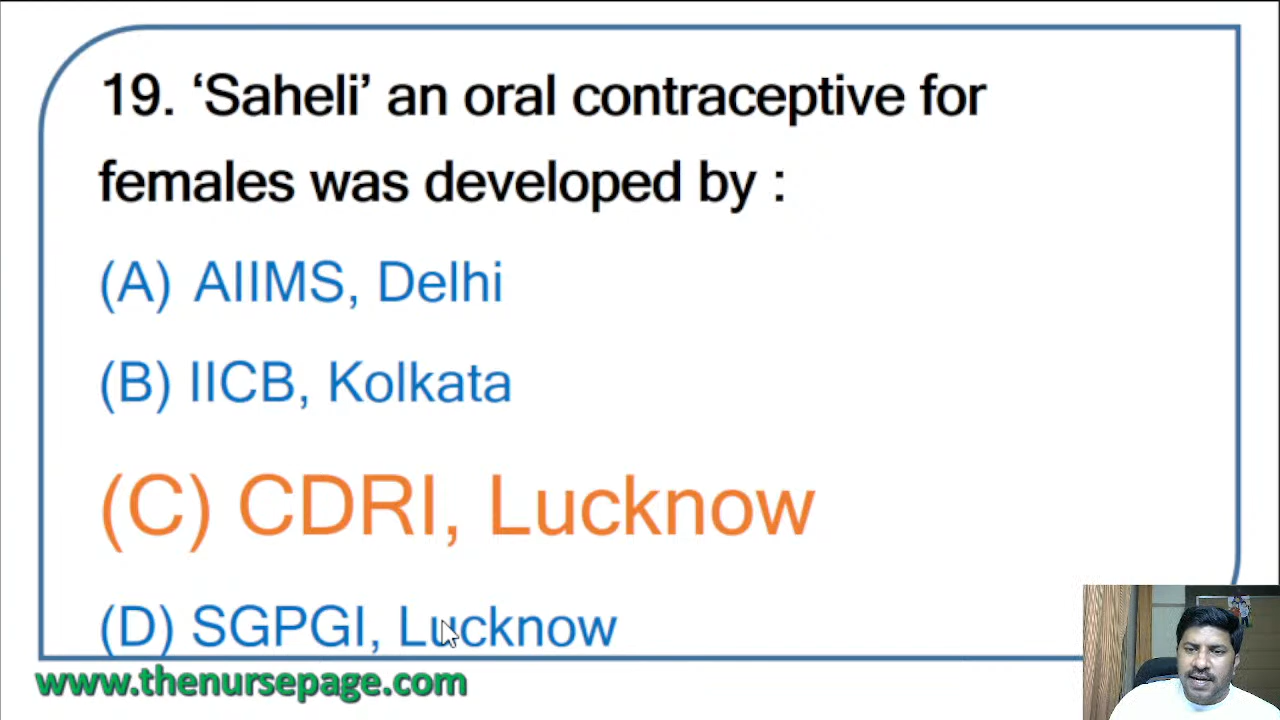 19. ‘Saheli’ an oral contraceptive for
females was developed by :
(A) AIIMS, Delhi
(B) IICB, Kolkata
(C) CDRI, Lucknow
(D) SGPGI, Lucknow
www.thenursepage.com